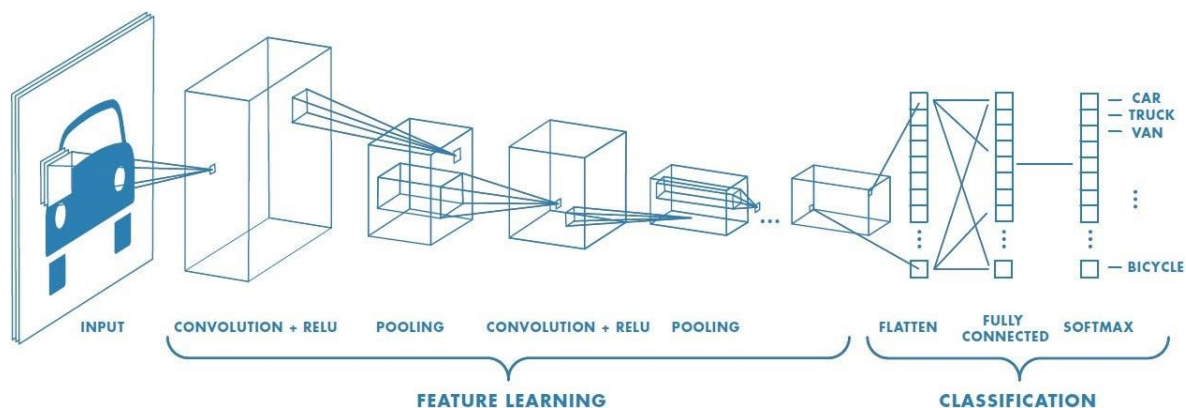 CAR
TRUCK
VAN
BICYCLE
INPUT
CONVOLUTION + RELU
POOLING
CONVOLUTION + RELU
POOLING
FLATTEN
FULLY
CONNECTED
SOFTMAX
FEATURE LEARNING
CLASSIFICATION